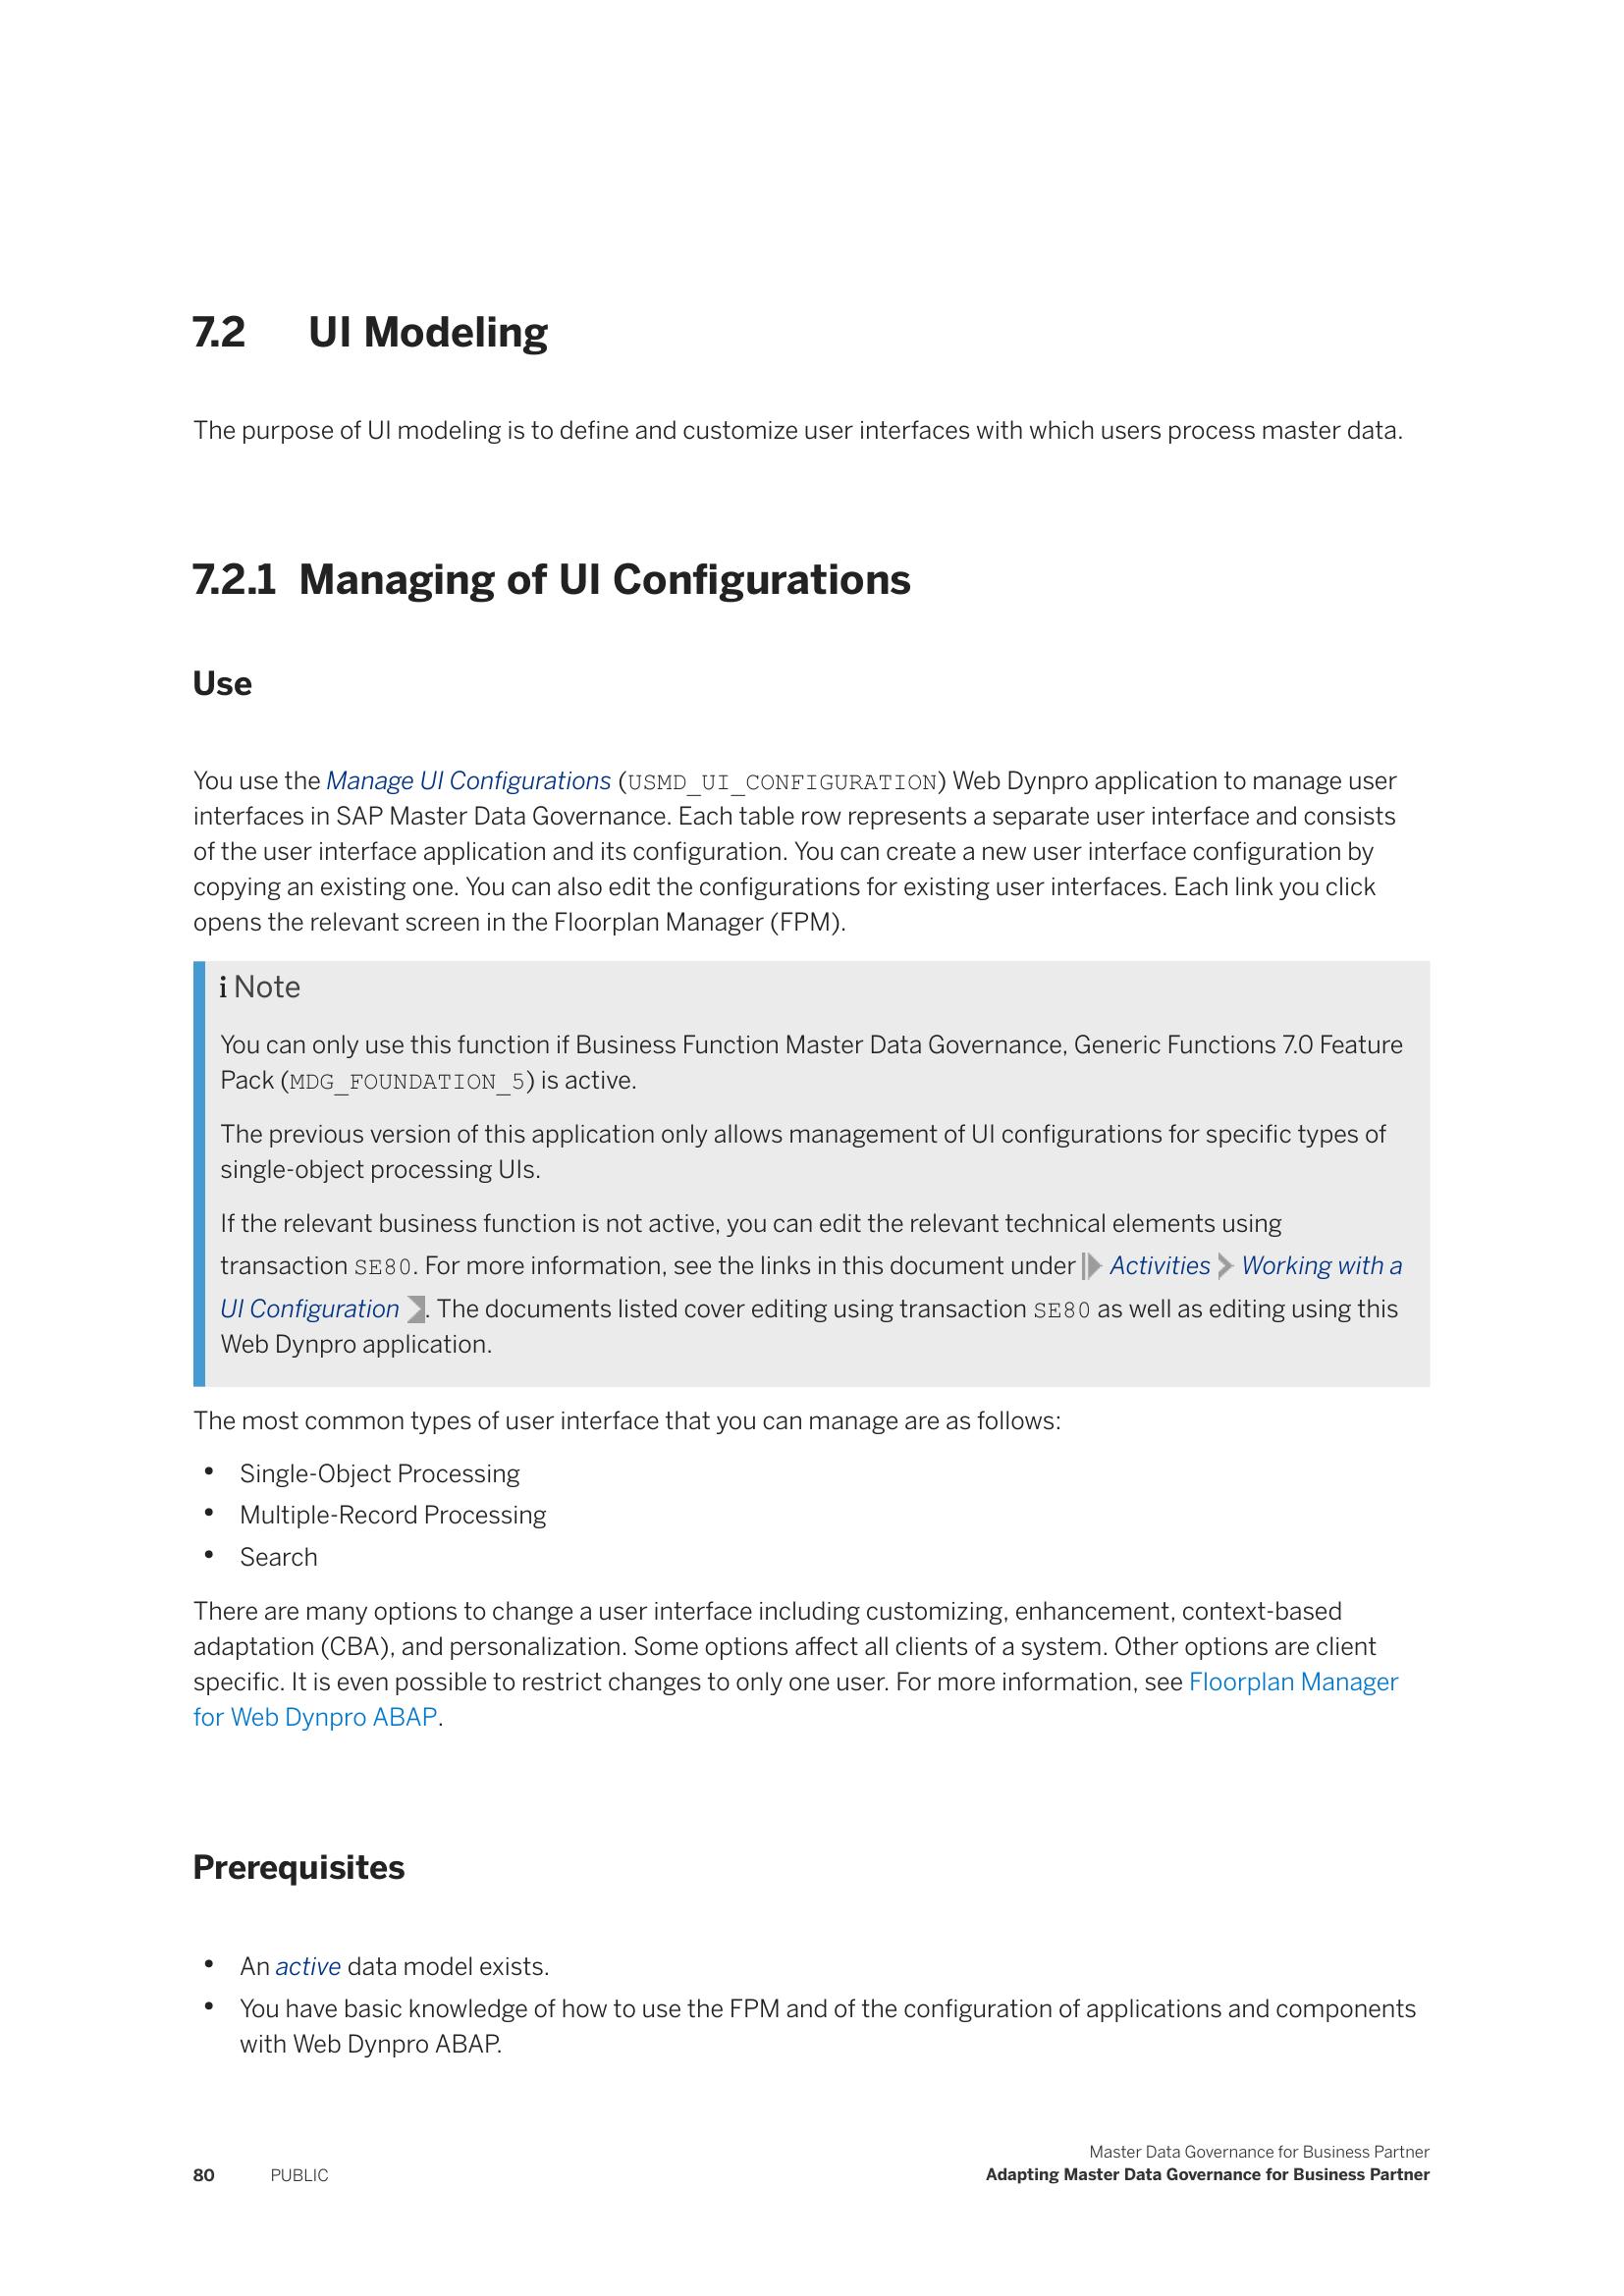 7.2 UI Modeling
The purpose of UI modeling is to define and customize user interfaces with which users process master data.
7.2.1 Managing of UI Configurations
Use
You use the Manage UI Configurations (USMD_UI_CONFIGURATION) Web Dynpro application to manage user
interfaces in SAP Master Data Governance. Each table row represents a separate user interface and consists
of the user interface application and its configuration. You can create a new user interface configuration by
copying an existing one. You can also edit the configurations for existing user interfaces. Each link you click
opens the relevant screen in the Floorplan Manager (FPM).
i Note
You can only use this function if Business Function Master Data Governance, Generic Functions 7.0 Feature
Pack (MDG_FOUNDATION_5) is active.
The previous version of this application only allows management of UI configurations for specific types of
single-object processing UIs.
If the relevant business function is not active, you can edit the relevant technical elements using
transaction SE80. For more information, see the links in this document under Activities Working with a
UI Configuration . The documents listed cover editing using transaction SE80 as well as editing using this
Web Dynpro application.
The most common types of user interface that you can manage are as follows:
• Single-Object Processing
• Multiple-Record Processing
• Search
There are many options to change a user interface including customizing, enhancement, context-based
adaptation (CBA), and personalization. Some options affect all clients of a system. Other options are client
specific. It is even possible to restrict changes to only one user. For more information, see Floorplan Manager
for Web Dynpro ABAP.
Prerequisites
• An active data model exists.
• You have basic knowledge of how to use the FPM and of the configuration of applications and components
with Web Dynpro ABAP.
Master Data Governance for Business Partner
80 PUBLIC Adapting Master Data Governance for Business Partner